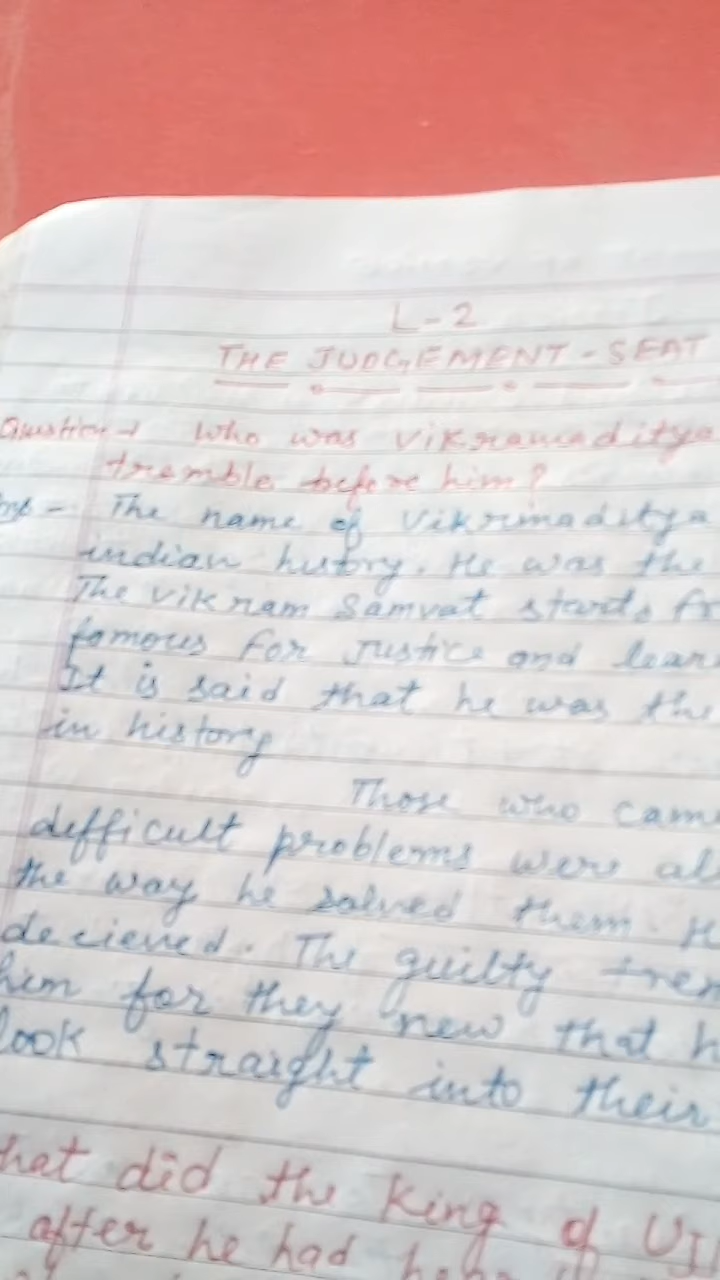 L-2
THE JUDGEMENT-SEAT
Question→ Who was Vikramaditya
tremble before him?
Ans- The name of Vikrmaditya
indian history. He was the
The Vikram Samvat starts
famous for Justice and
It is said that he was the
in history
Those who came
difficult problems were
the way he solved them.
decieved. The guilty
him for they new that
look straight into their
did the King of
after he had